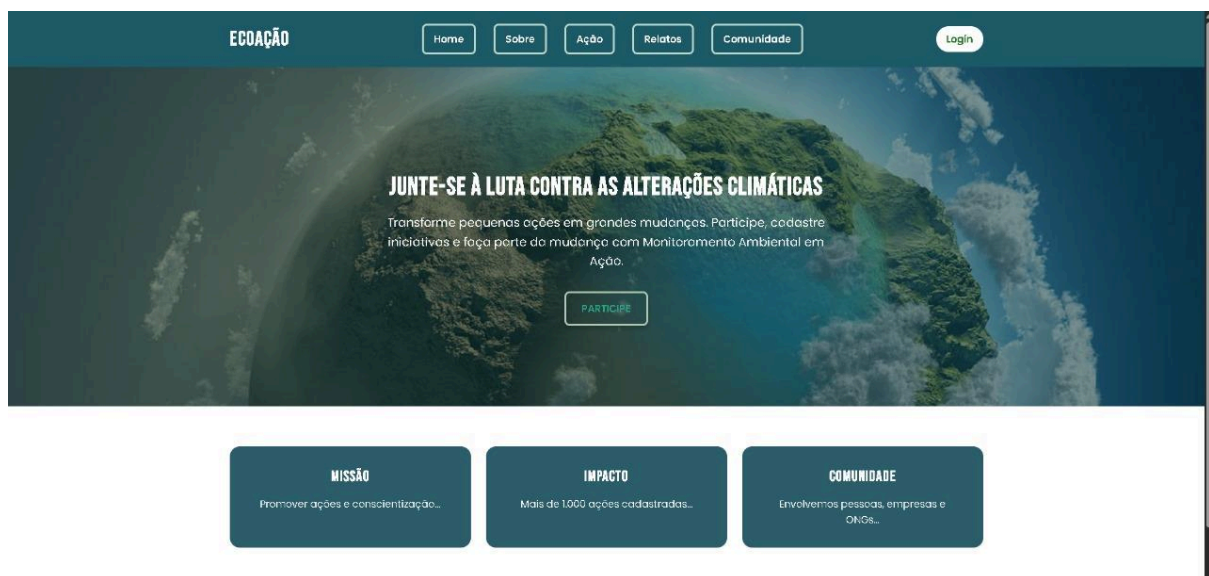 ECOAÇÃO
Home
Sobre
Ação
Relatos
Comunidade
Login
JUNTE-SE À LUTA CONTRA AS ALTERAÇÕES CLIMÁTICAS
Transforme pequenas ações em grandes mudanças. Participe, cadastre
iniciativas e faça parte da mudança com Monitoramento Ambiental em
Ação.
PARTICIPE
MISSÃO
Promover ações e conscientização...
IMPACTO
Mais de 1.000 ações cadastradas...
COMUNIDADE
Envolvemos pessoas, empresas e
ONGs...